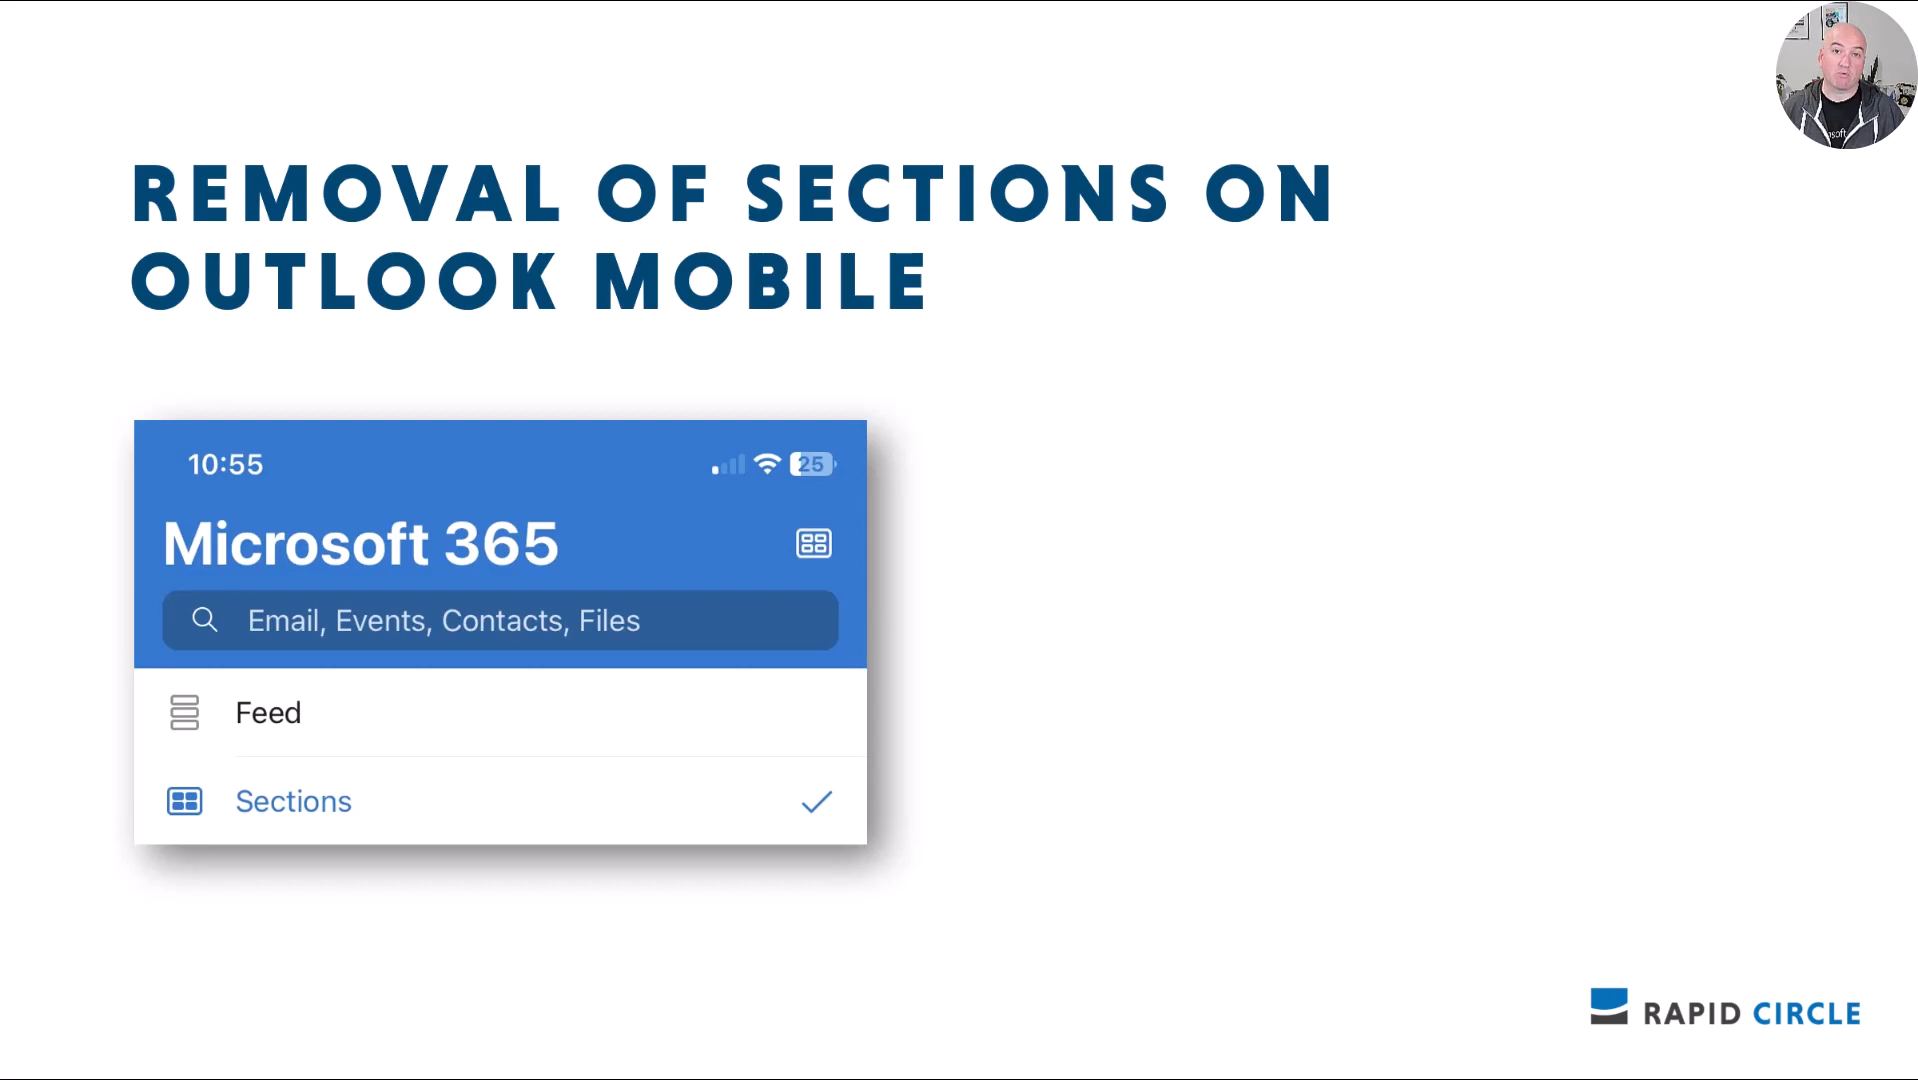 REMOVAL OF SECTIONS ON
OUTLOOK MOBILE
10:55
25
Microsoft 365
Email, Events, Contacts, Files
Feed
Sections
RAPID CIRCLE